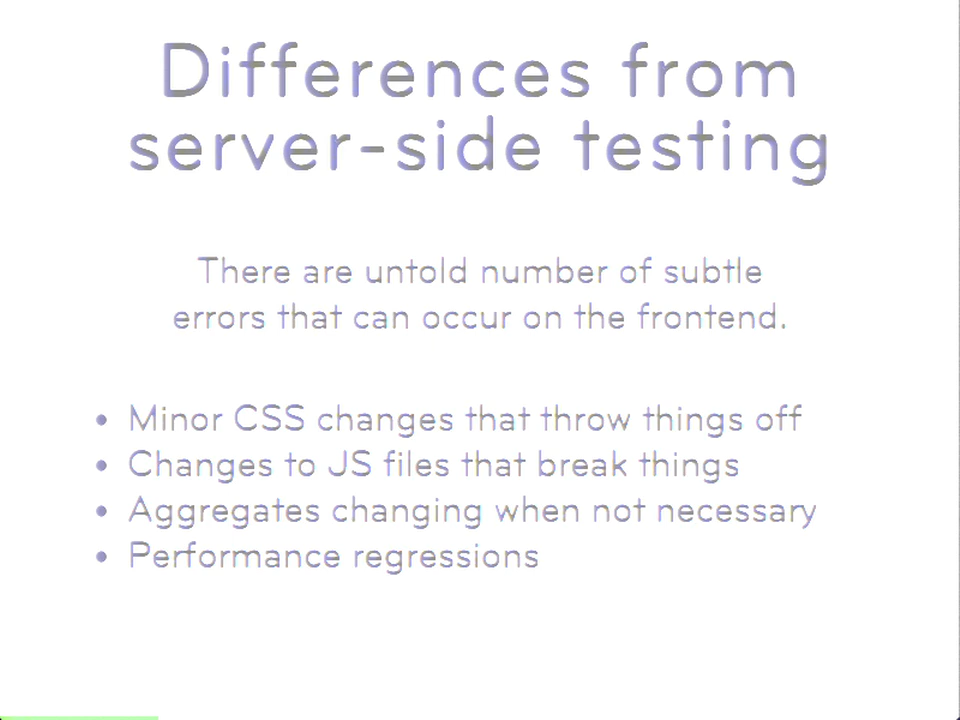 Differences from
server-side testing
There are untold number of subtle
errors that can occur on the frontend.
• Minor CSS changes that throw things off
• Changes to JS files that break things
• Aggregates changing when not necessary
• Performance regressions